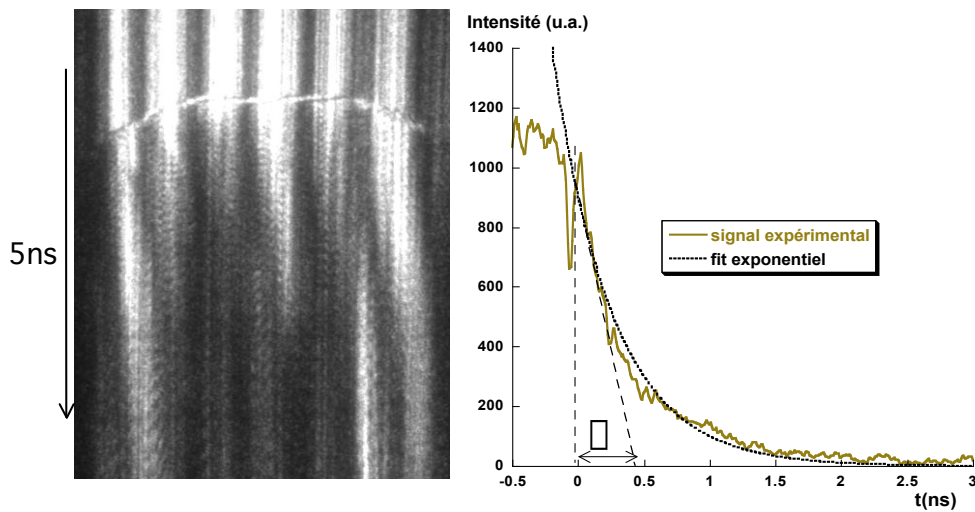 5ns
Intensité (u.a.)
1400
1200
1000
800
600
400
200
0
-0.5 0 0.5 1 1.5 2 2.5 3
t(ns)
signal expérimental
fit exponentiel